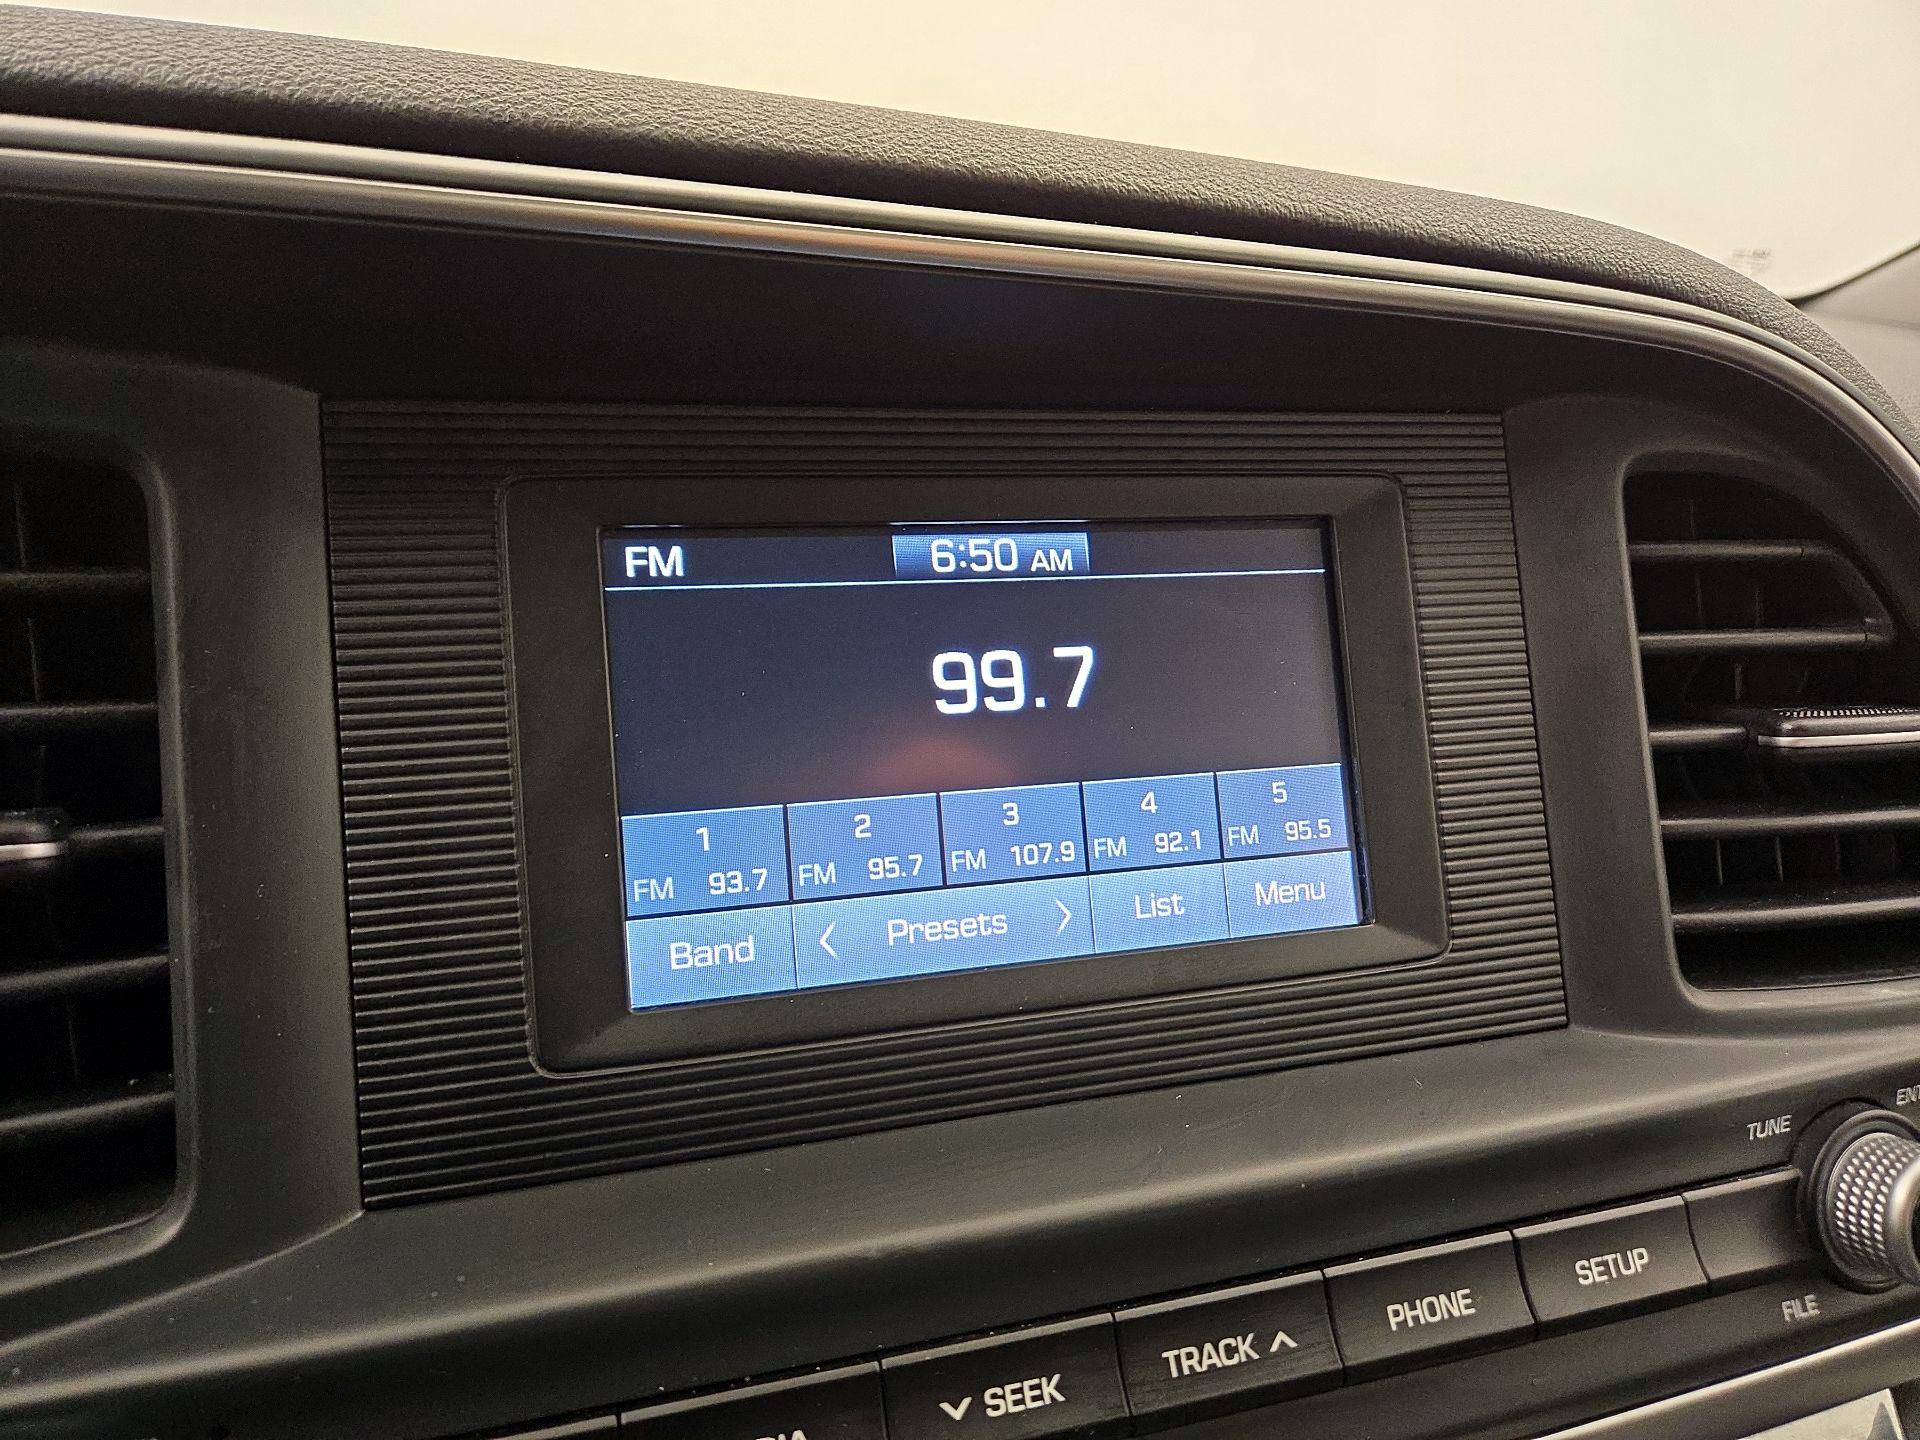 FM 6:50 AM
99.7
1 2 3 4 5
FM 93.7 FM 95.7 FM 107.9 FM 92.1 FM 95.5
Band < Presets > List Menu
TUNE
SEEK TRACK PHONE SETUP
FILE